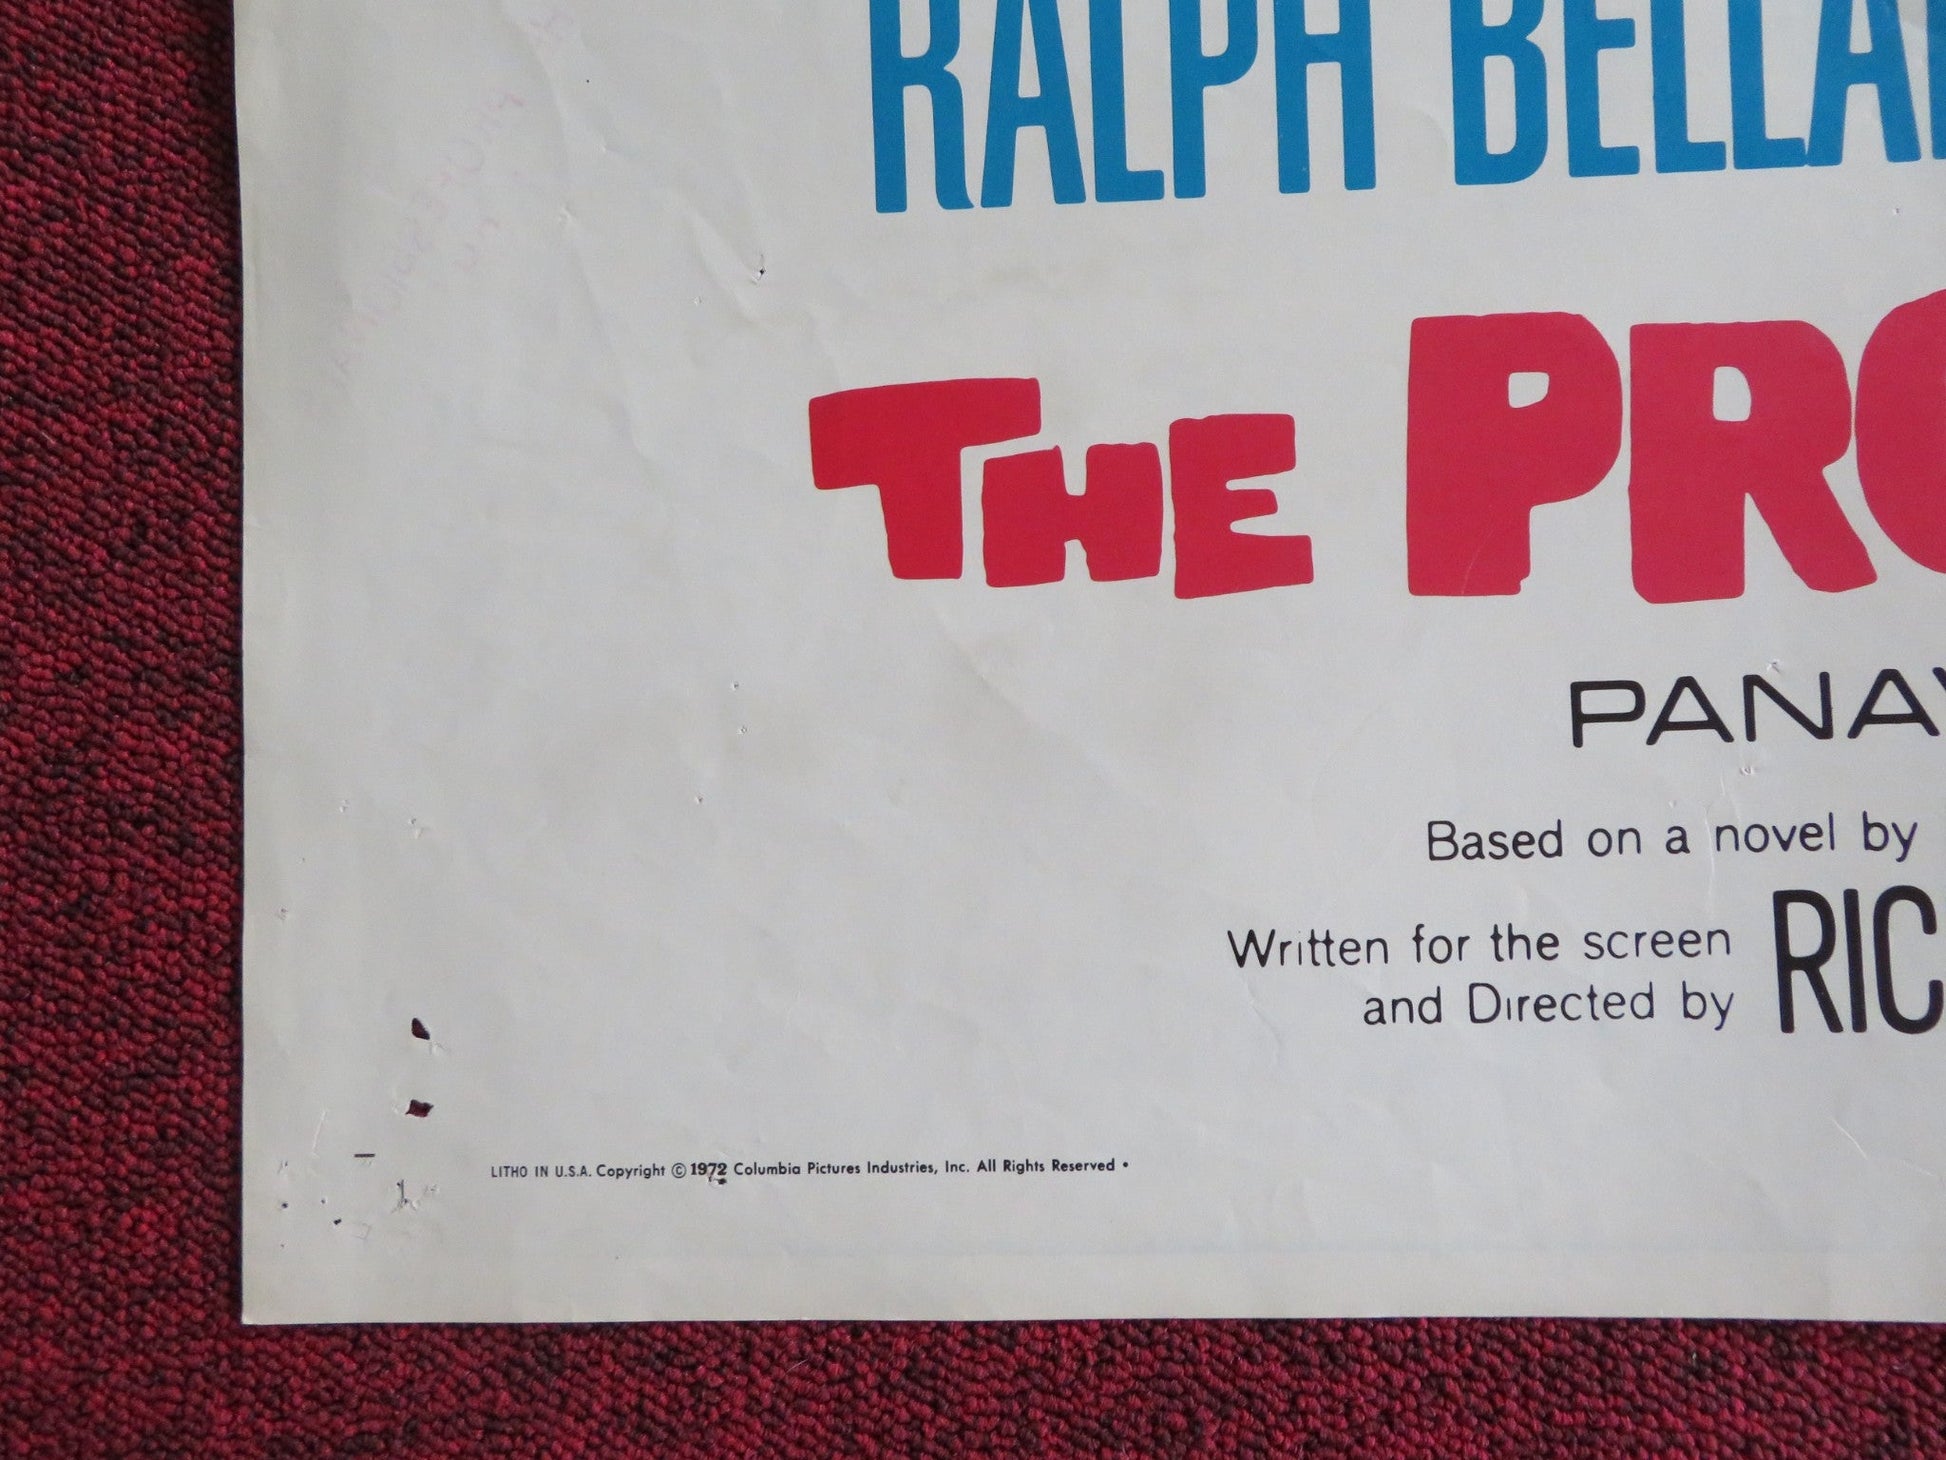 RALPH BELLA
THE PRO
PANAV
Based on a novel by
Written for the screen
and Directed by RIC
LITHO IN U.S.A. Copyright © 1972 Columbia Pictures Industries, Inc. All Rights Reserved •